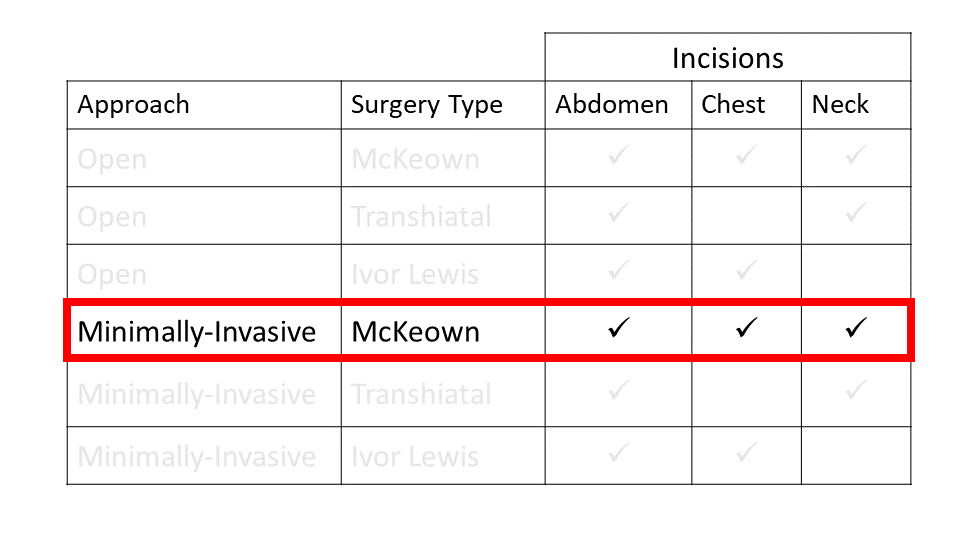 Incisions
Approach Surgery Type Abdomen Chest Neck
Open McKeown ✓ ✓ ✓
Open Transhiatal ✓ ✓
Open Ivor Lewis ✓ ✓
Minimally-Invasive McKeown ✓ ✓ ✓
Minimally-Invasive Transhiatal ✓ ✓
Minimally-Invasive Ivor Lewis ✓ ✓